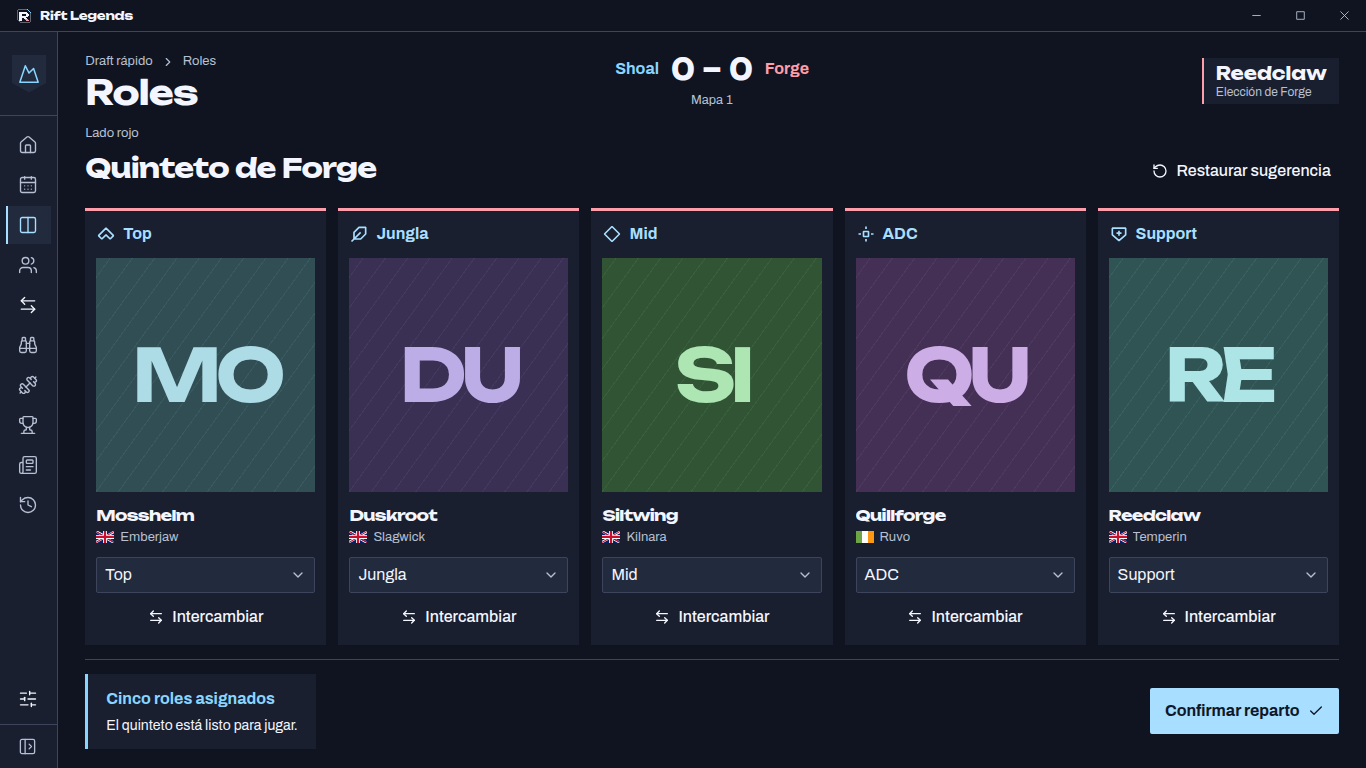 Rift Legends
Draft rápido > Roles
Roles
Shoal 0 – 0 Forge
Mapa 1
Reedclaw
Elección de Forge
Lado rojo
Quinteto de Forge
Restaurar sugerencia
Top
MO
Mosshelm
Emberjaw
Top
Intercambiar
Jungla
DU
Duskroot
Slagwick
Jungla
Intercambiar
Mid
SI
Siltwing
Kilnara
Mid
Intercambiar
ADC
QU
Quillforge
Ruvo
ADC
Intercambiar
Support
RE
Reedclaw
Temperin
Support
Intercambiar
Cinco roles asignados
El quinteto está listo para jugar.
Confirmar reparto